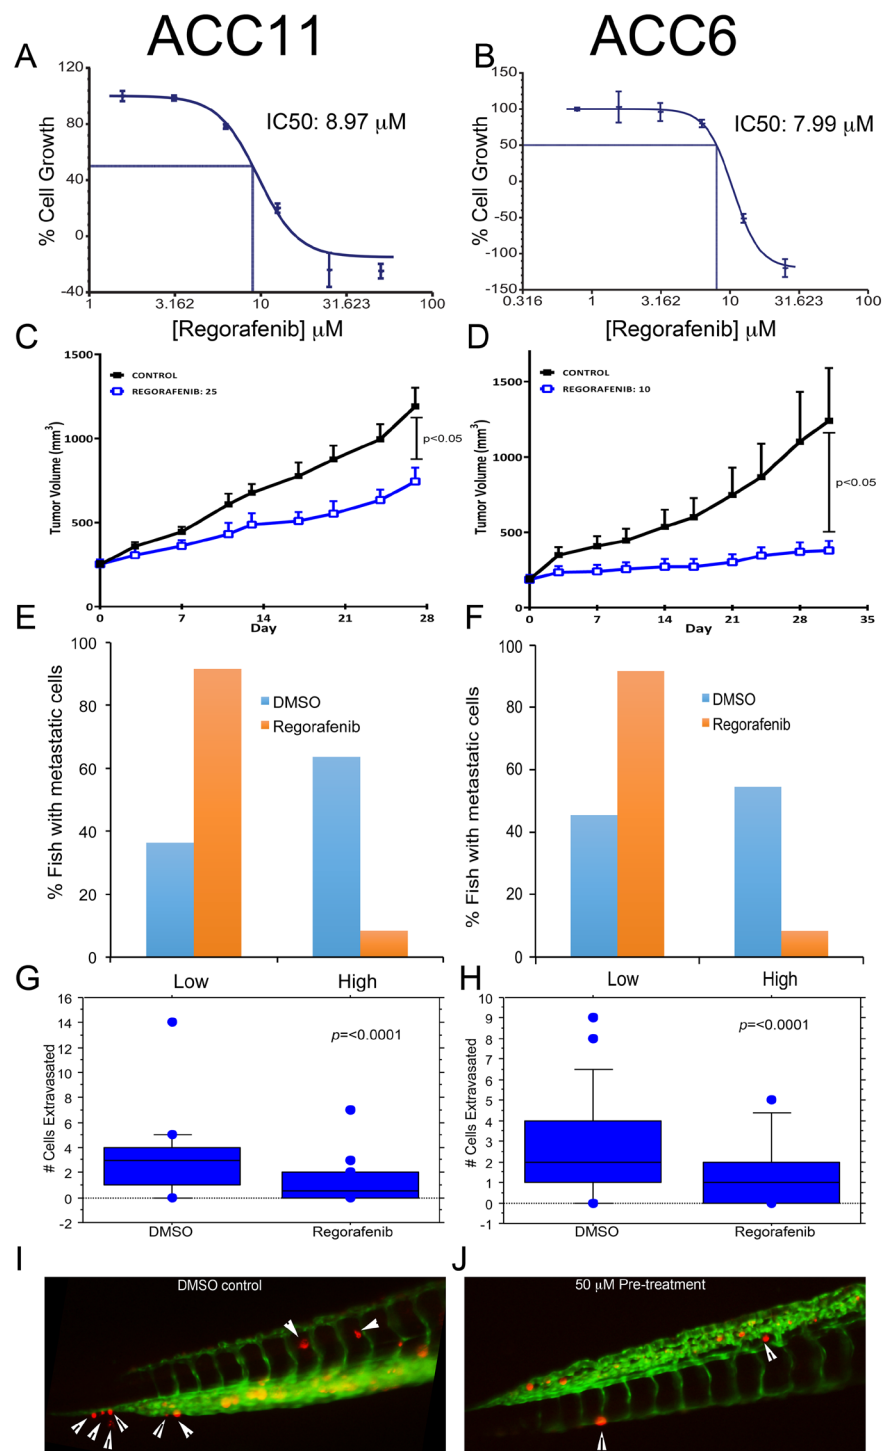 ACC11
ACC6
A
120
100
80
60
40
20
0
-40
% Cell Growth
IC50: 8.97 µM
1
3.162
10
31.623
100
[Regorafenib] µM
B
150
100
50
0
-50
-100
-150
% Cell Growth
IC50: 7.99 µM
0.316
1
3.162
10
31.623
100
[Regorafenib] µM
C
1500
1000
500
0
Tumor Volume (mm³)
CONTROL
REGORAFENIB: 25
p<0.05
0
7
14
21
28
Day
D
1500
1000
500
0
Tumor Volume (mm³)
CONTROL
REGORAFENIB: 10
p<0.05
0
7
14
21
28
35
Day
E
100
80
60
40
20
0
% Fish with metastatic cells
DMSO
Regorafenib
Low
High
F
100
80
60
40
20
0
% Fish with metastatic cells
DMSO
Regorafenib
Low
High
G
16
14
12
10
8
6
4
2
0
-2
# Cells Extravasated
p=<0.0001
DMSO
Regorafenib
H
10
9
8
7
6
5
4
3
2
1
0
-1
# Cells Extravasated
p=<0.0001
DMSO
Regorafenib
I
DMSO control
J
50 µM Pre-treatment